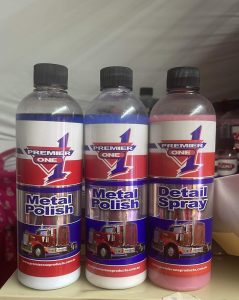 PREMIER
1
ONE
Metal
Polish
PREMIER
1
ONE
Metal
Polish
PREMIER
1
ONE
Detail
Spray